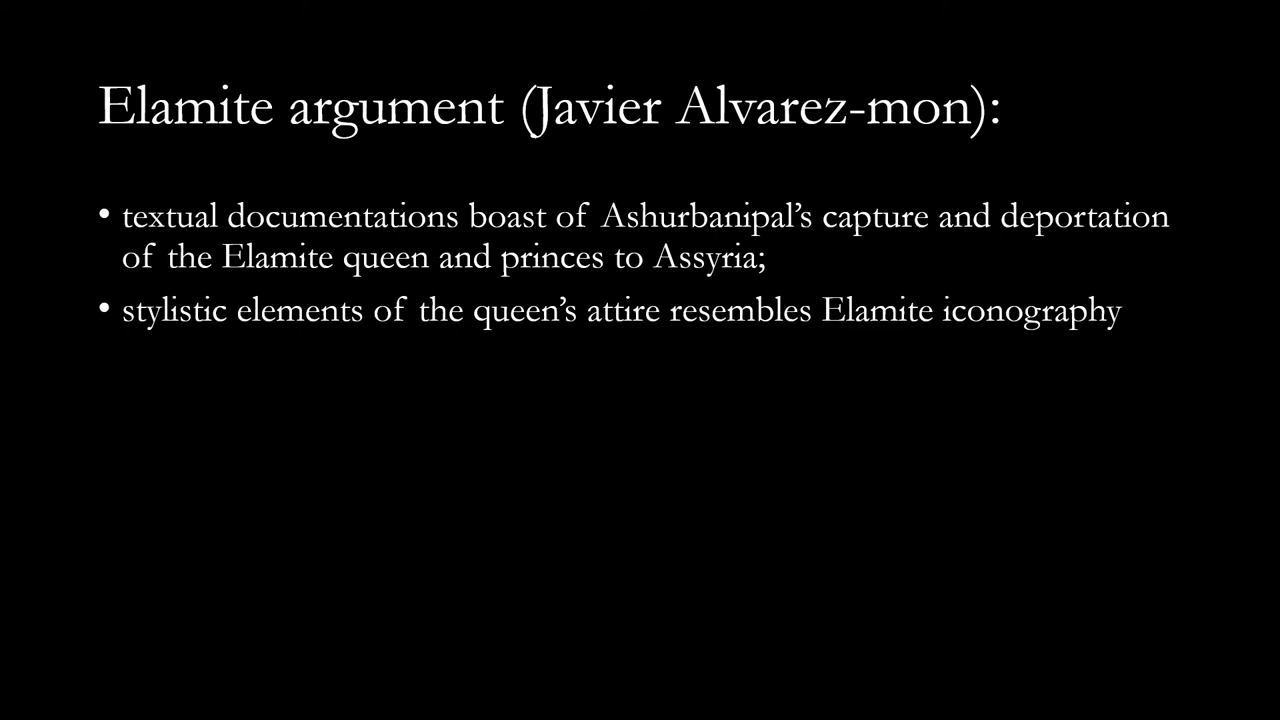 Elamite argument (Javier Alvarez-mon):
• textual documentations boast of Ashurbanipal’s capture and deportation
of the Elamite queen and princes to Assyria;
• stylistic elements of the queen’s attire resembles Elamite iconography